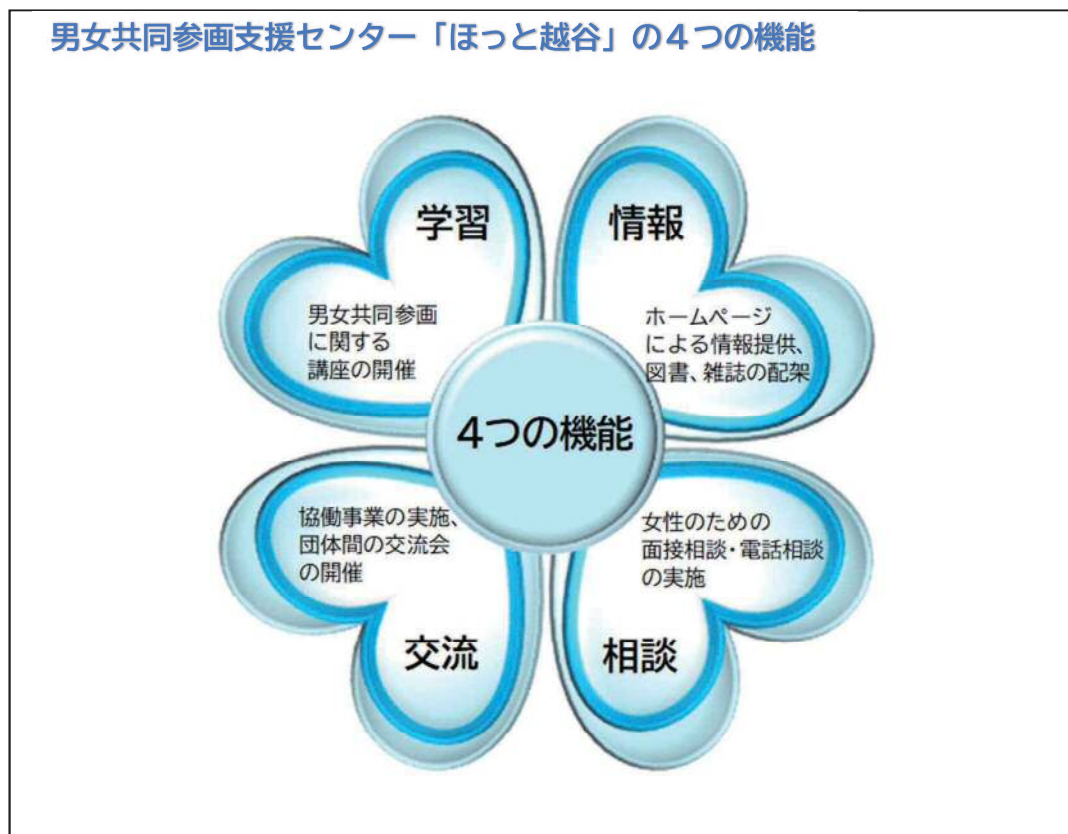 男女共同参画支援センター「ほっと越谷」の４つの機能
学習
男女共同参画
に関する
講座の開催
情報
ホームページ
による情報提供、
図書、雑誌の配架
4つの機能
協働事業の実施、
団体間の交流会
の開催
交流
女性のための
面接相談・電話相談
の実施
相談